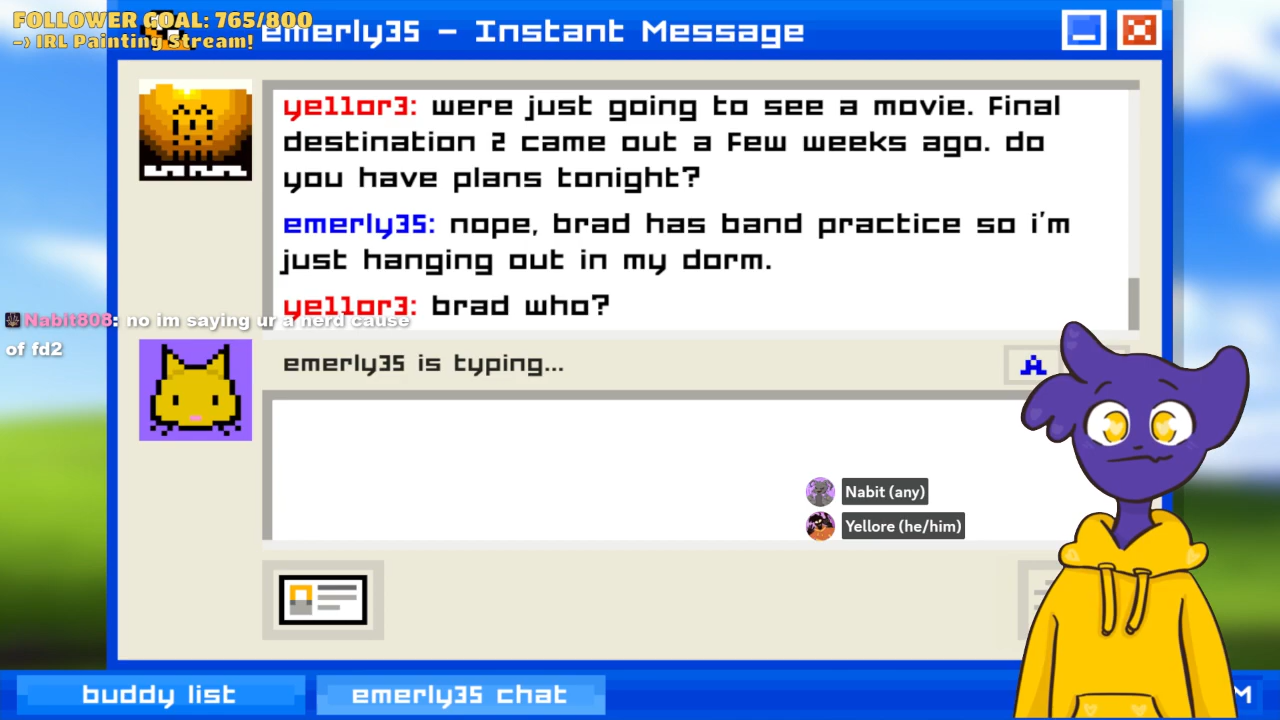 FOLLOWER GOAL: 765/800
-> IRL Painting Stream!
emerly35 - Instant Message
yellor3: were just going to see a movie. Final
destination 2 came out a few weeks ago. do
you have plans tonight?
emerly35: nope, brad has band practice so i'm
just hanging out in my dorm.
yellor3: brad who?
Nabit808: no im saying ur a nerd cause
of fd2
emerly35 is typing...
A
Nabit (any)
Yellore (he/him)
buddy list
emerly35 chat
M